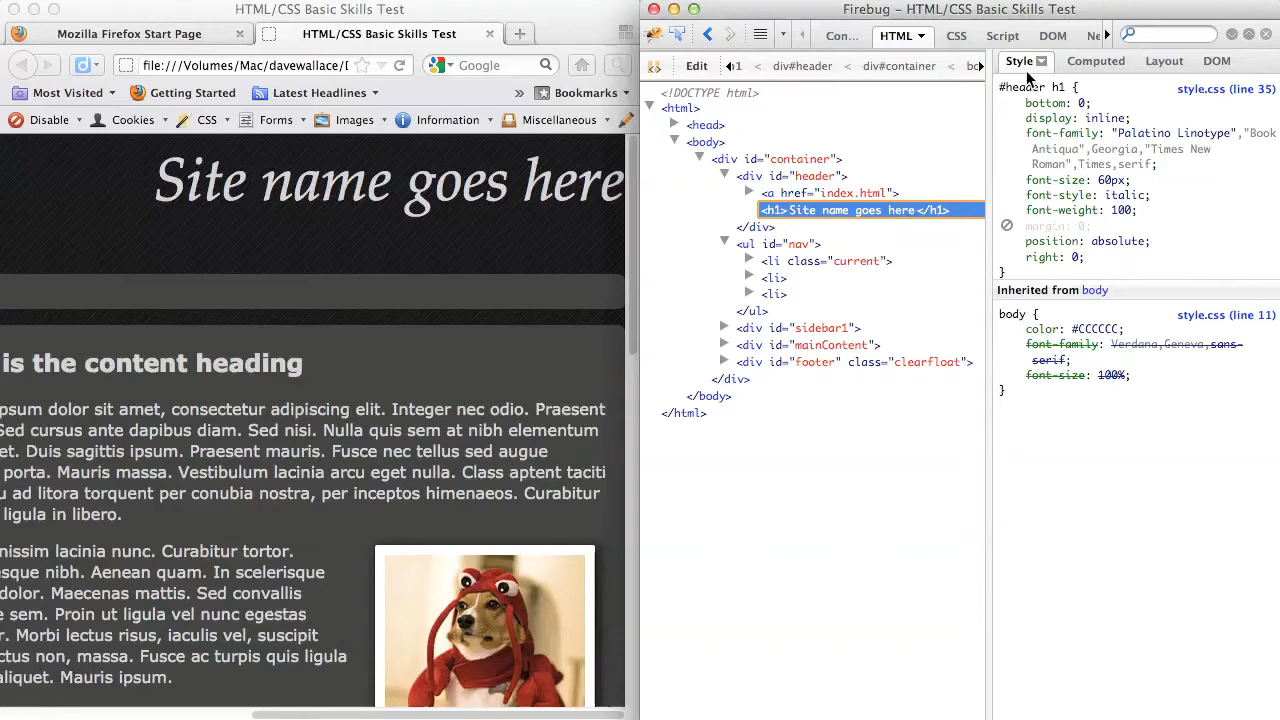 HTML/CSS Basic Skills Test
Mozilla Firefox Start Page
HTML/CSS Basic Skills Test
file:///Volumes/Mac/davewallace/D
Google
Most Visited
Getting Started
Latest Headlines
»
Bookmarks
Disable
Cookies
CSS
Forms
Images
Information
Miscellaneous
Site name goes here
is the content heading
psum dolor sit amet, consectetur adipiscing elit. Integer nec odio. Praesent
Sed cursus ante dapibus diam. Sed nisi. Nulla quis sem at nibh elementum
et. Duis sagittis ipsum. Praesent mauris. Fusce nec tellus sed augue
porta. Mauris massa. Vestibulum lacinia arcu eget nulla. Class aptent taciti
u ad litora torquent per conubia nostra, per inceptos himenaeos. Curabitur
ligula in libero.
nissim lacinia nunc. Curabitur tortor.
esque nibh. Aenean quam. In scelerisque
dolor. Maecenas mattis. Sed convallis
e sem. Proin ut ligula vel nunc egestas
. Morbi lectus risus, iaculis vel, suscipit
ctus non, massa. Fusce ac turpis quis ligula
aliquet. Mauris ipsum.
Firebug – HTML/CSS Basic Skills Test
Con...
HTML
CSS
Script
DOM
Ne
Edit
h1 < div#header < div#container < bo
<!DOCTYPE html>
<html>
<head>
<body>
<div id="container">
<div id="header">
<a href="index.html">
<h1>Site name goes here</h1>
</div>
<ul id="nav">
<li class="current">
<li>
<li>
</ul>
<div id="sidebar1">
<div id="mainContent">
<div id="footer" class="clearfloat">
</div>
</body>
</html>
Style
Computed
Layout
DOM
#header h1 {
style.css (line 35)
bottom: 0;
display: inline;
font-family: "Palatino Linotype","Book
Antiqua",Georgia,"Times New
Roman",Times,serif;
font-size: 60px;
font-style: italic;
font-weight: 100;
margin: 0;
position: absolute;
right: 0;
}
Inherited from body
body {
style.css (line 11)
color: #CCCCCC;
font-family: Verdana,Geneva,sans-
serif;
font-size: 100%;
}